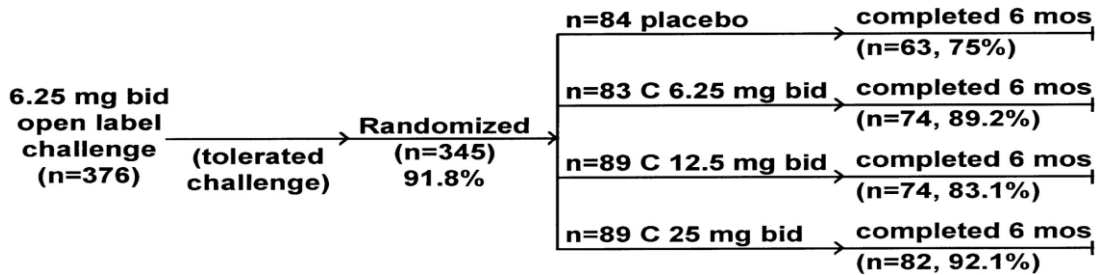 6.25 mg bid
open label
challenge
(n=376)
(tolerated
challenge)
Randomized
(n=345)
91.8%
n=84 placebo
completed 6 mos
(n=63, 75%)
n=83 C 6.25 mg bid
completed 6 mos
(n=74, 89.2%)
n=89 C 12.5 mg bid
completed 6 mos
(n=74, 83.1%)
n=89 C 25 mg bid
completed 6 mos
(n=82, 92.1%)